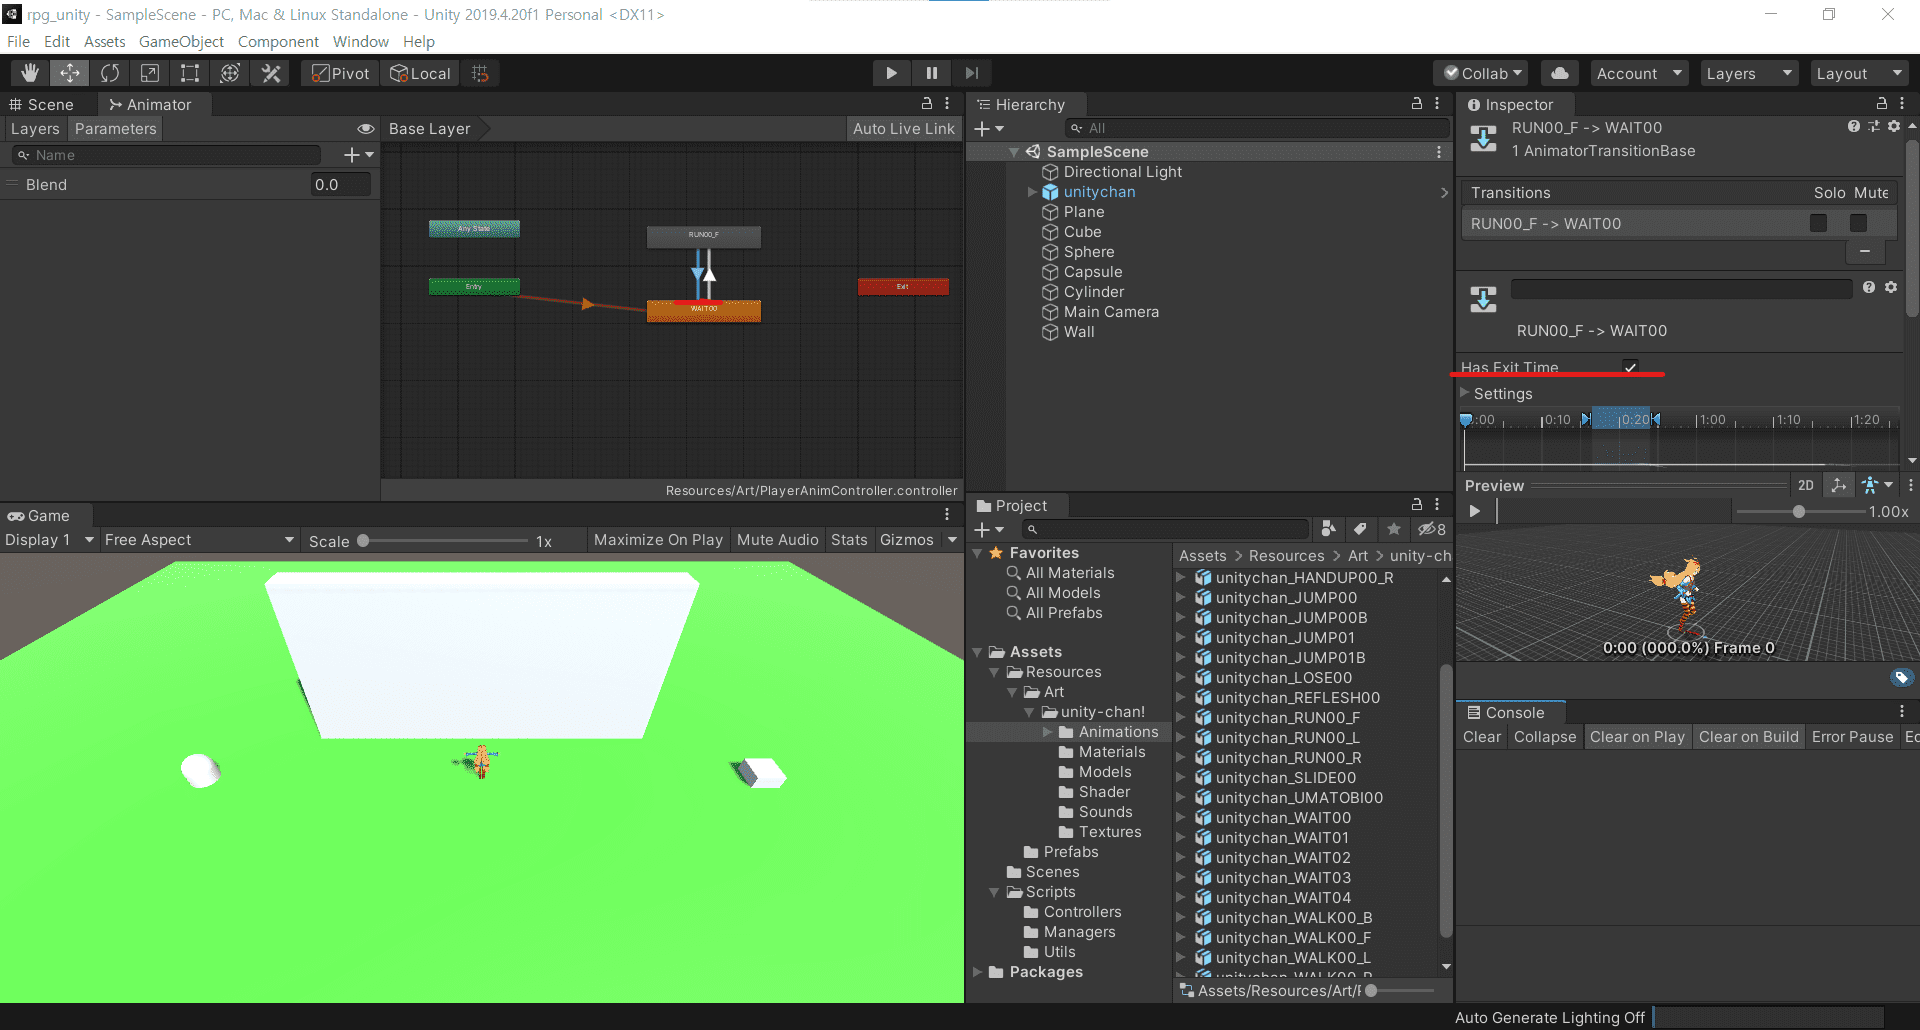 rpg_unity - SampleScene - PC, Mac & Linux Standalone - Unity 2019.4.20f1 Personal <DX11>
File Edit Assets GameObject Component Window Help
Pivot Local Collab Account Layers Layout
Scene Animator
Layers Parameters Base Layer Auto Live Link
Name
Blend 0.0
Any State
RUN00_F
Entry
Exit
WAIT00
Resources/Art/PlayerAnimController.controller
Game
Display 1 Free Aspect Scale 1x Maximize On Play Mute Audio Stats Gizmos
Hierarchy
All
SampleScene
Directional Light
unitychan
Plane
Cube
Sphere
Capsule
Cylinder
Main Camera
Wall
Project
8
Favorites
All Materials
All Models
All Prefabs
Assets
Resources
Art
unity-chan!
Animations
Materials
Models
Shader
Sounds
Textures
Prefabs
Scenes
Scripts
Controllers
Managers
Utils
Packages
Assets > Resources > Art > unity-ch
unitychan_HANDUP00_R
unitychan_JUMP00
unitychan_JUMP00B
unitychan_JUMP01
unitychan_JUMP01B
unitychan_LOSE00
unitychan_REFLESH00
unitychan_RUN00_F
unitychan_RUN00_L
unitychan_RUN00_R
unitychan_SLIDE00
unitychan_UMATOBI00
unitychan_WAIT00
unitychan_WAIT01
unitychan_WAIT02
unitychan_WAIT03
unitychan_WAIT04
unitychan_WALK00_B
unitychan_WALK00_F
unitychan_WALK00_L
Assets/Resources/Art/
Inspector
RUN00_F -> WAIT00
1 AnimatorTransitionBase
Transitions Solo Mute
RUN00_F -> WAIT00
RUN00_F -> WAIT00
Has Exit Time
Settings
:00 0:10 0:20 1:00 1:10 1:20
Preview 2D
1.00x
0:00 (000.0%) Frame 0
Console
Clear Collapse Clear on Play Clear on Build Error Pause
Auto Generate Lighting Off